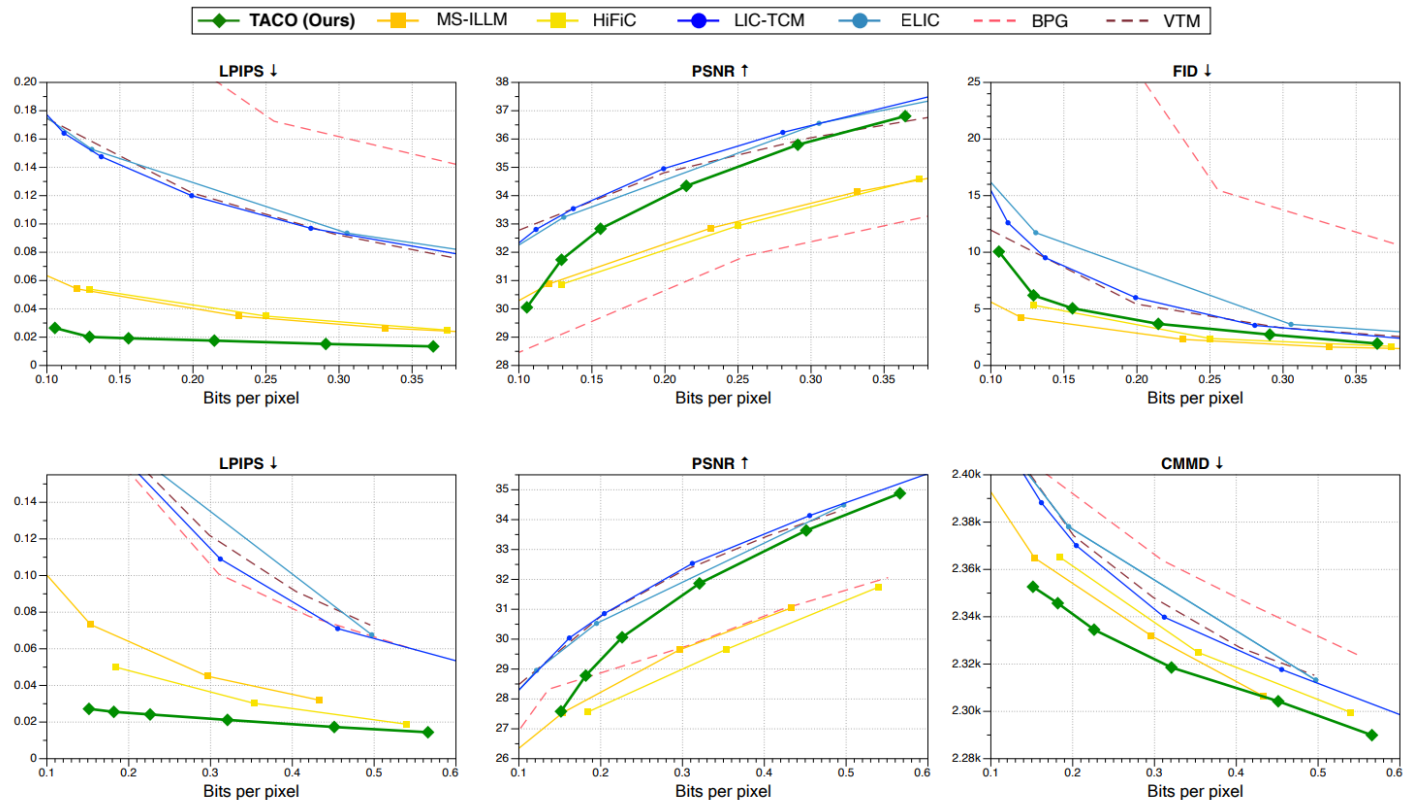 TACO (Ours) MS-ILLM HiFiC LIC-TCM ELIC BPG VTM
LPIPS ↓
0.20
0.18
0.16
0.14
0.12
0.10
0.08
0.06
0.04
0.02
0
0.10 0.15 0.20 0.25 0.30 0.35
Bits per pixel
PSNR ↑
38
37
36
35
34
33
32
31
30
29
28
0.10 0.15 0.20 0.25 0.30 0.35
Bits per pixel
FID ↓
25
20
15
10
5
0
0.10 0.15 0.20 0.25 0.30 0.35
Bits per pixel
LPIPS ↓
0.14
0.12
0.10
0.08
0.06
0.04
0.02
0
0.1 0.2 0.3 0.4 0.5 0.6
Bits per pixel
PSNR ↑
35
34
33
32
31
30
29
28
27
26
0.1 0.2 0.3 0.4 0.5 0.6
Bits per pixel
CMMD ↓
2.40k
2.38k
2.36k
2.34k
2.32k
2.30k
2.28k
0.1 0.2 0.3 0.4 0.5 0.6
Bits per pixel